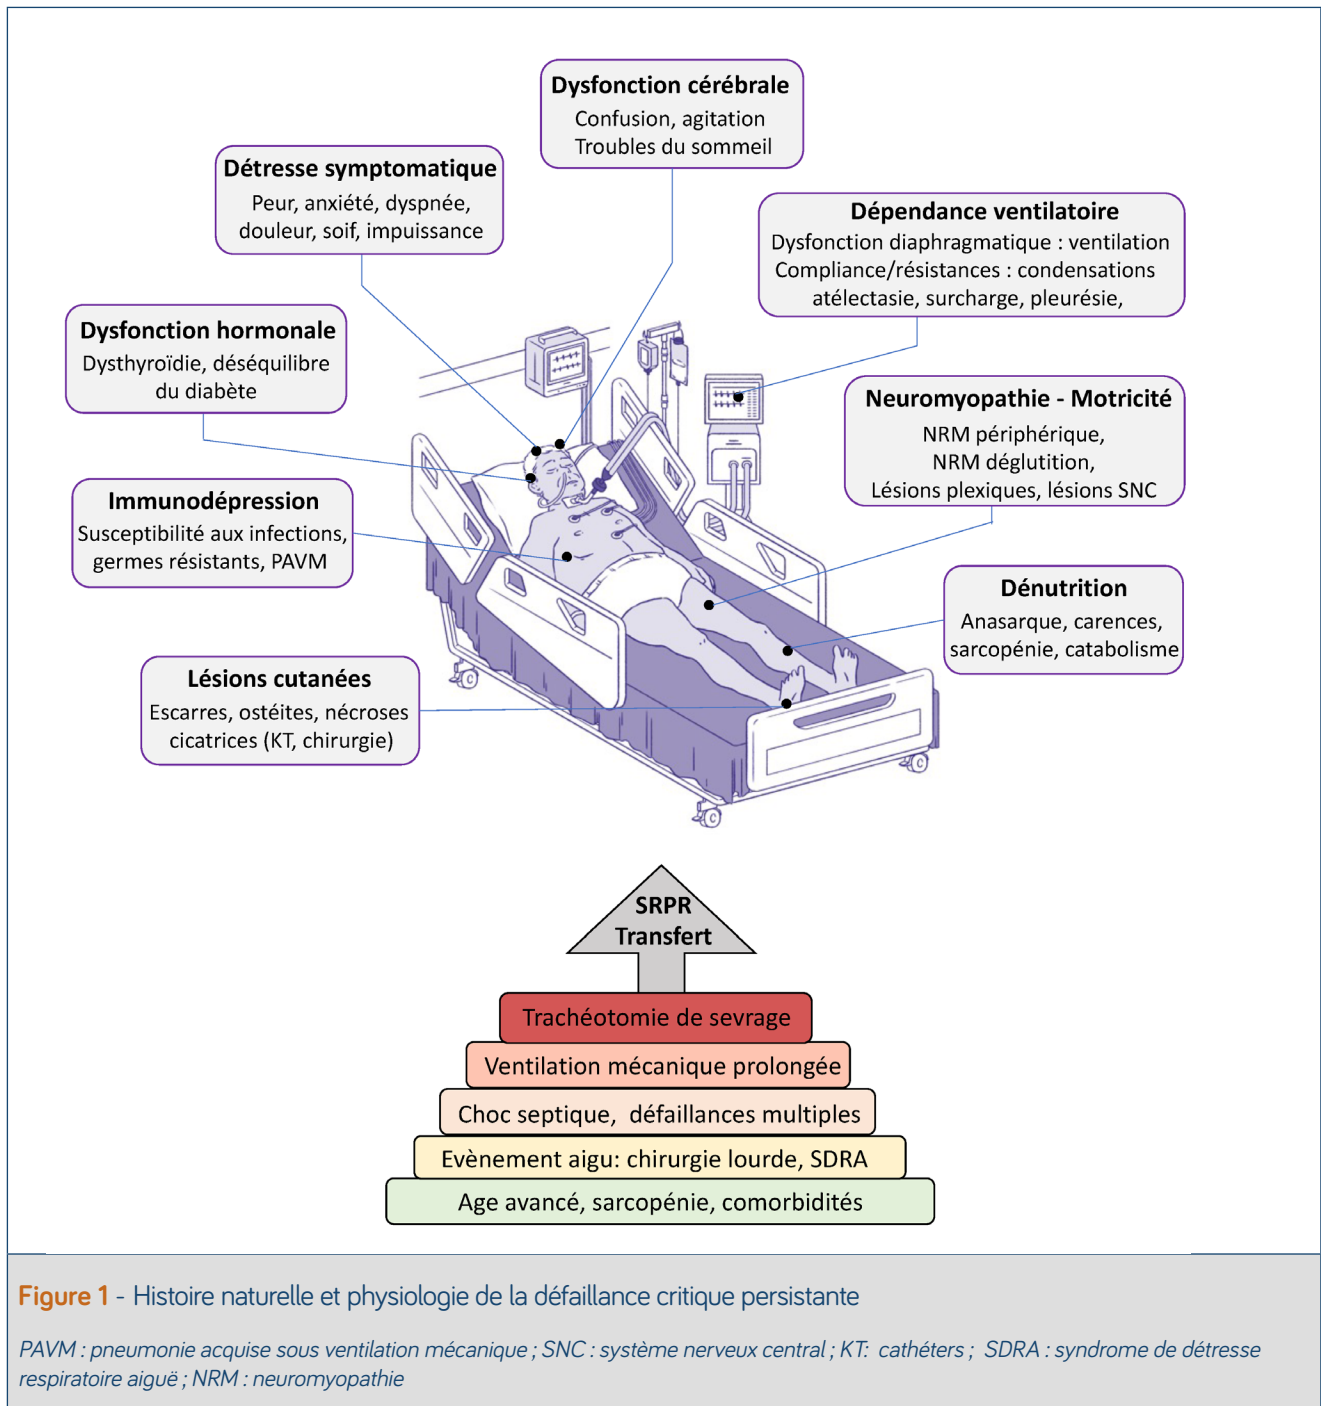 Dysfonction cérébrale
Confusion, agitation
Troubles du sommeil
Détresse symptomatique
Peur, anxiété, dyspnée,
douleur, soif, impuissance
Dépendance ventilatoire
Dysfonction diaphragmatique : ventilation
Compliance/résistances : condensations
atélectasie, surcharge, pleurésie,
Dysfonction hormonale
Dysthyroïdie, déséquilibre
du diabète
Neuromyopathie - Motricité
NRM périphérique,
NRM déglutition,
Lésions plexiques, lésions SNC
Immunodépression
Susceptibilité aux infections,
germes résistants, PAVM
Dénutrition
Anasarque, carences,
sarcopénie, catabolisme
Lésions cutanées
Escarres, ostéites, nécroses
cicatrices (KT, chirurgie)
SRPR
Transfert
Trachéotomie de sevrage
Ventilation mécanique prolongée
Choc septique, défaillances multiples
Evènement aigu: chirurgie lourde, SDRA
Age avancé, sarcopénie, comorbidités
Figure 1 - Histoire naturelle et physiologie de la défaillance critique persistante
PAVM : pneumonie acquise sous ventilation mécanique ; SNC : système nerveux central ; KT: cathéters ; SDRA : syndrome de détresse
respiratoire aiguë ; NRM : neuromyopathie